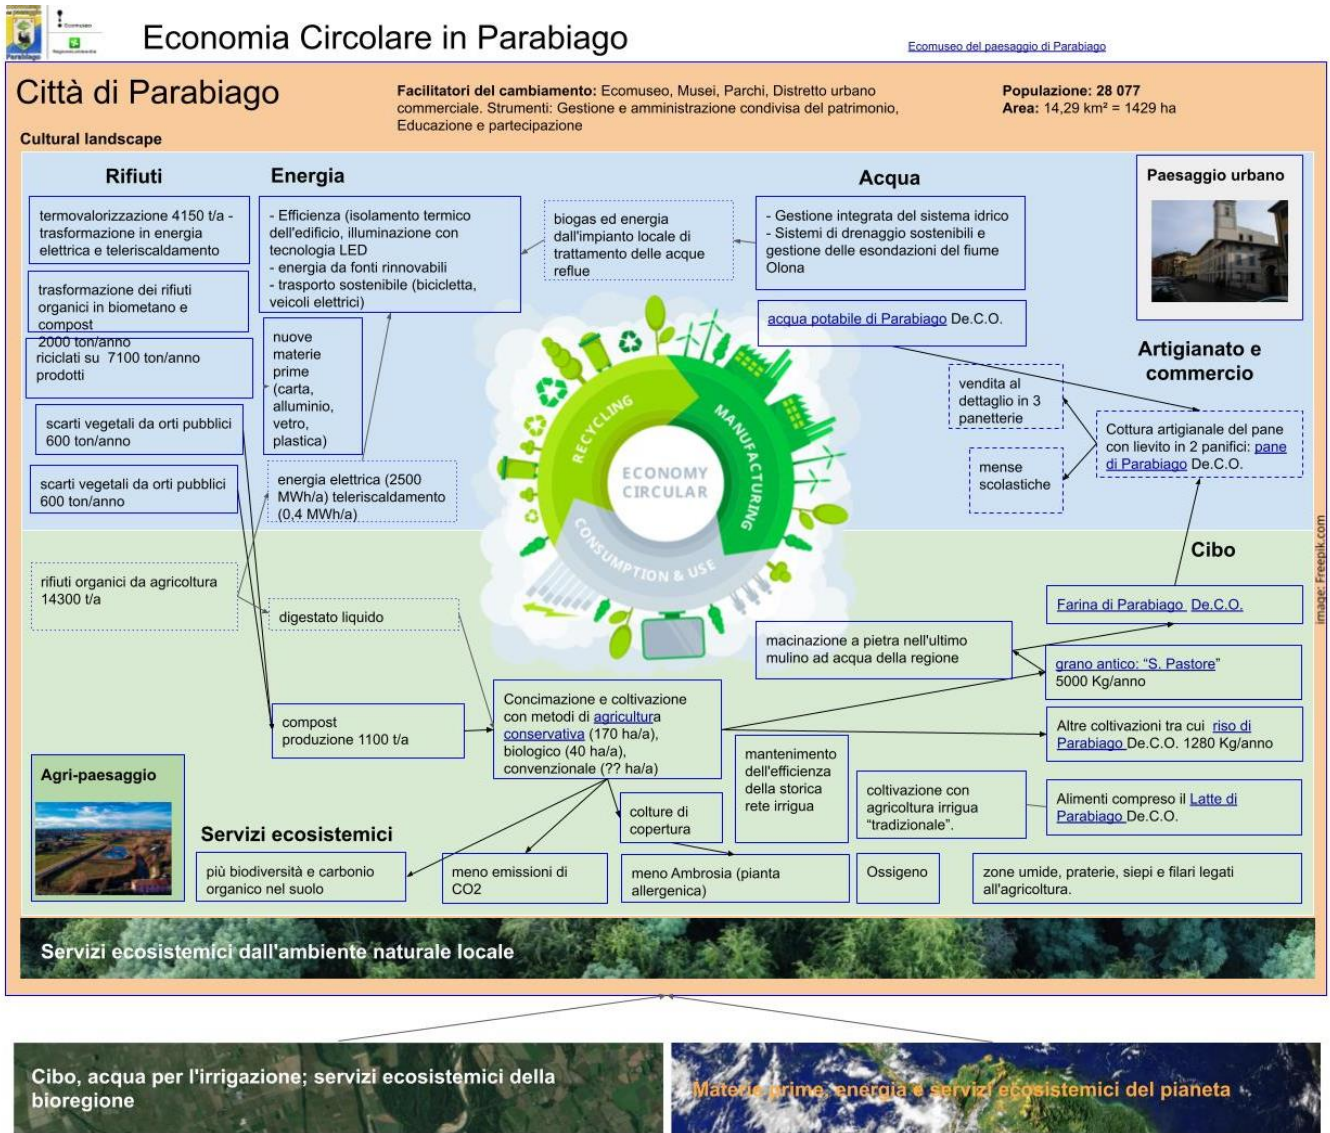 Parabiago
Ecomuseo
RegioneLombardia
Economia Circolare in Parabiago
Ecomuseo del paesaggio di Parabiago
Città di Parabiago
Facilitatori del cambiamento: Ecomuseo, Musei, Parchi, Distretto urbano
commerciale. Strumenti: Gestione e amministrazione condivisa del patrimonio,
Educazione e partecipazione
Populazione: 28 077
Area: 14,29 km² = 1429 ha
Cultural landscape
Rifiuti
termovalorizzazione 4150 t/a -
trasformazione in energia
elettrica e teleriscaldamento
trasformazione dei rifiuti
organici in biometano e
compost
2000 ton/anno
riciclati su 7100 ton/anno
prodotti
scarti vegetali da orti pubblici
600 ton/anno
scarti vegetali da orti pubblici
600 ton/anno
Energia
- Efficienza (isolamento termico
dell'edificio, illuminazione con
tecnologia LED
- energia da fonti rinnovabili
- trasporto sostenibile (bicicletta,
veicoli elettrici)
nuove
materie
prime
(carta,
alluminio,
vetro,
plastica)
energia elettrica (2500
MWh/a) teleriscaldamento
(0,4 MWh/a)
biogas ed energia
dall'impianto locale di
trattamento delle acque
reflue
Acqua
- Gestione integrata del sistema idrico
- Sistemi di drenaggio sostenibili e
gestione delle esondazioni del fiume
Olona
acqua potabile di Parabiago De.C.O.
Paesaggio urbano
Artigianato e
commercio
vendita al
dettaglio in 3
panetterie
Cottura artigianale del pane
con lievito in 2 panifici: pane
di Parabiago De.C.O.
mense
scolastiche
RECYCLING
MANUFACTURING
CONSUMPTION & USE
ECONOMY
CIRCULAR
image: Freepik.com
rifiuti organici da agricoltura
14300 t/a
digestato liquido
compost
produzione 1100 t/a
Concimazione e coltivazione
con metodi di agricultura
conservativa (170 ha/a),
biologico (40 ha/a),
convenzionale (?? ha/a)
Cibo
Farina di Parabiago De.C.O.
macinazione a pietra nell'ultimo
mulino ad acqua della regione
grano antico: “S. Pastore”
5000 Kg/anno
Altre coltivazioni tra cui riso di
Parabiago De.C.O. 1280 Kg/anno
mantenimento
dell'efficienza
della storica
rete irrigua
coltivazione con
agricoltura irrigua
“tradizionale”.
Alimenti compreso il Latte di
Parabiago De.C.O.
Agri-paesaggio
Servizi ecosistemici
colture di
copertura
più biodiversità e carbonio
organico nel suolo
meno emissioni di
CO2
meno Ambrosia (pianta
allergenica)
Ossigeno
zone umide, praterie, siepi e filari legati
all'agricoltura.
Servizi ecosistemici dall'ambiente naturale locale
Cibo, acqua per l'irrigazione; servizi ecosistemici della
bioregione
Materie prime, energia e servizi ecosistemici del pianeta